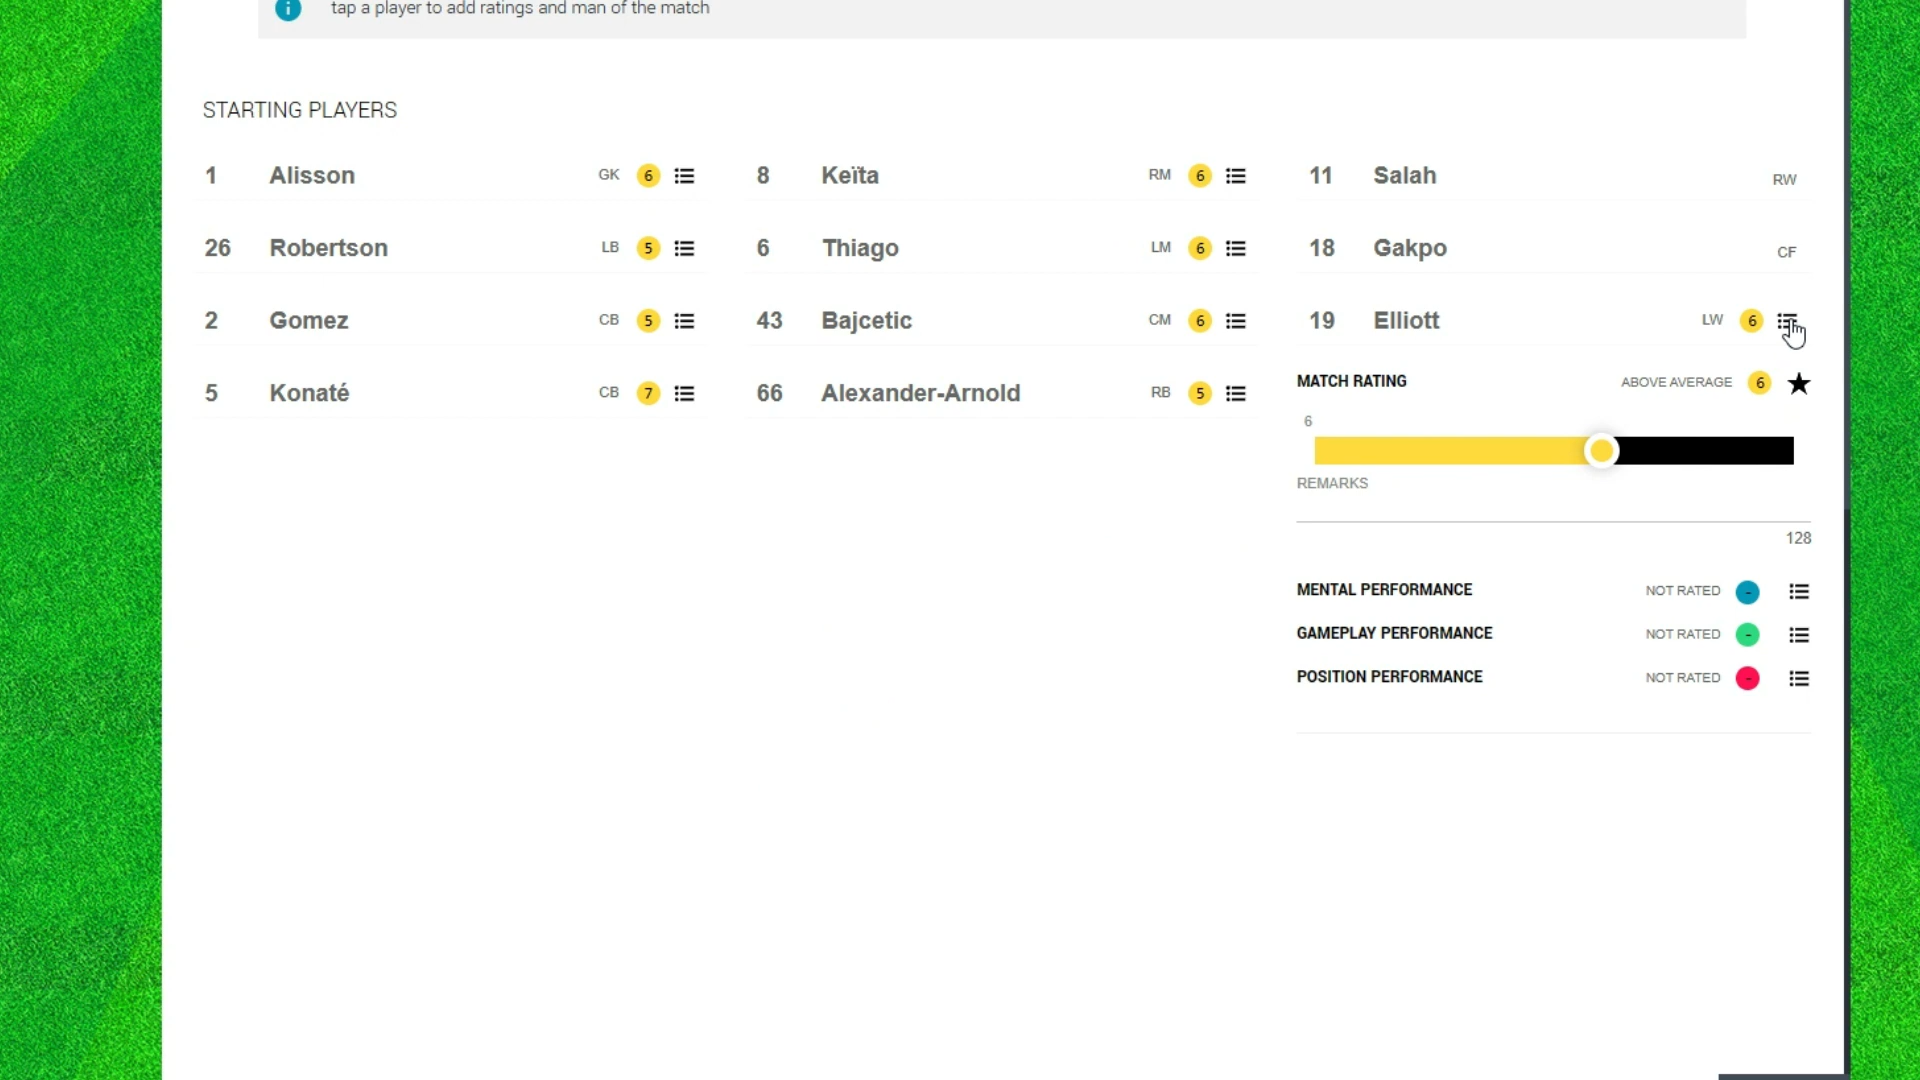 tap a player to add ratings and man of the match
STARTING PLAYERS
1 Alisson GK 6
26 Robertson LB 5
2 Gomez CB 5
5 Konaté CB 7
8 Keïta RM 6
6 Thiago LM 6
43 Bajcetic CM 6
66 Alexander-Arnold RB 5
11 Salah RW
18 Gakpo CF
19 Elliott LW 6
MATCH RATING ABOVE AVERAGE 6
6
REMARKS
128
MENTAL PERFORMANCE NOT RATED -
GAMEPLAY PERFORMANCE NOT RATED -
POSITION PERFORMANCE NOT RATED -